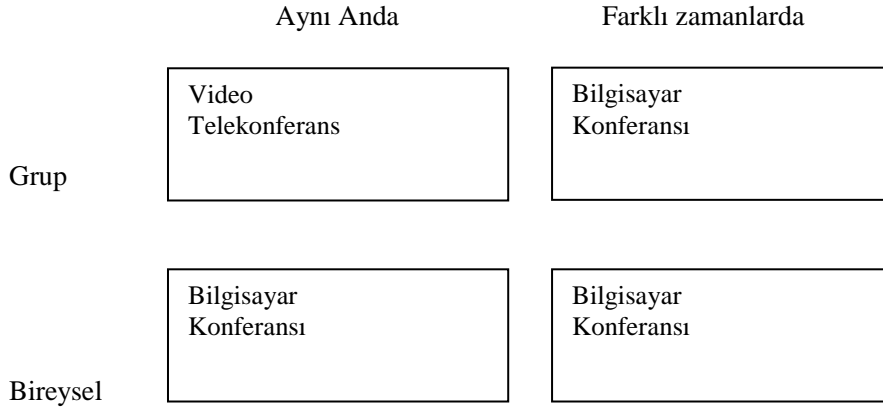 Aynı Anda Farklı zamanlarda
Video Bilgisayar
Telekonferans Konferansı
Grup
Bilgisayar Bilgisayar
Konferansı Konferansı
Bireysel